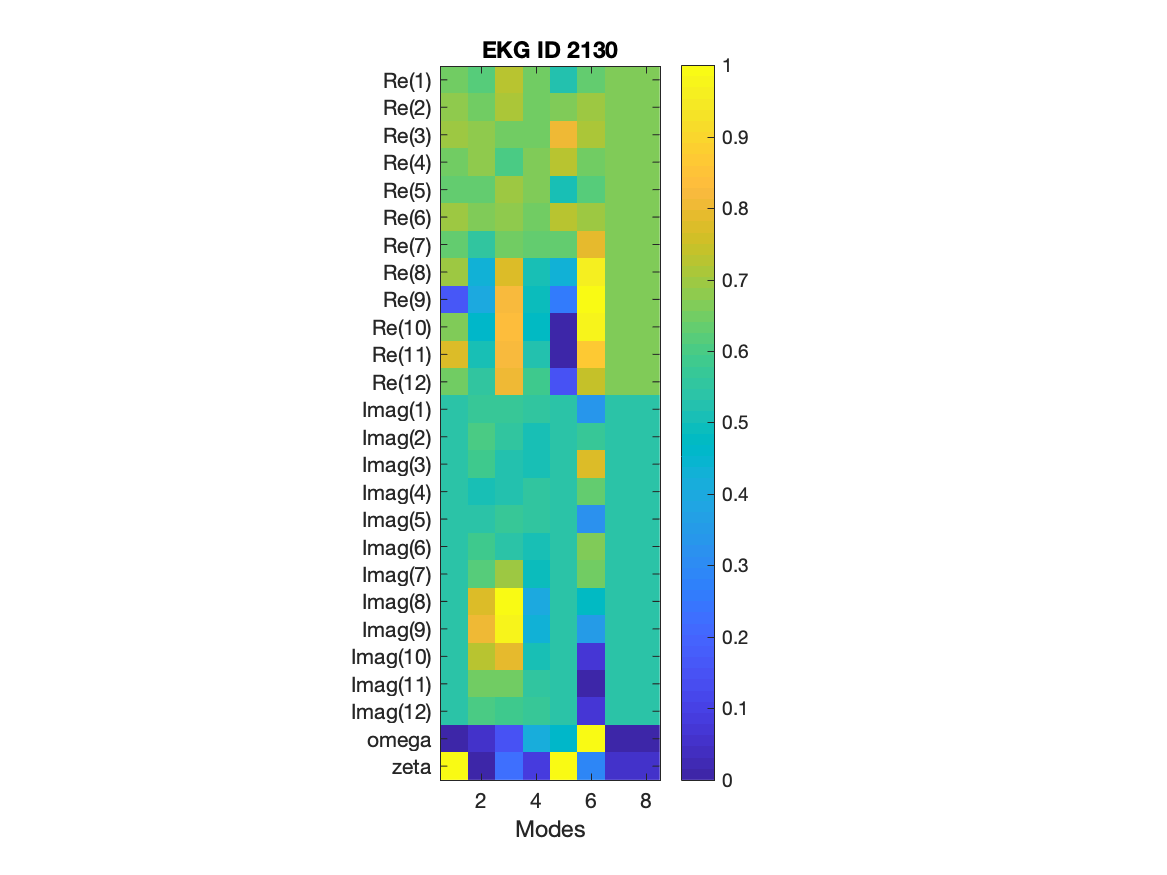 EKG ID 2130
Re(1)
Re(2)
Re(3)
Re(4)
Re(5)
Re(6)
Re(7)
Re(8)
Re(9)
Re(10)
Re(11)
Re(12)
Imag(1)
Imag(2)
Imag(3)
Imag(4)
Imag(5)
Imag(6)
Imag(7)
Imag(8)
Imag(9)
Imag(10)
Imag(11)
Imag(12)
omega
zeta
2 4 6 8
Modes
1
0.9
0.8
0.7
0.6
0.5
0.4
0.3
0.2
0.1
0